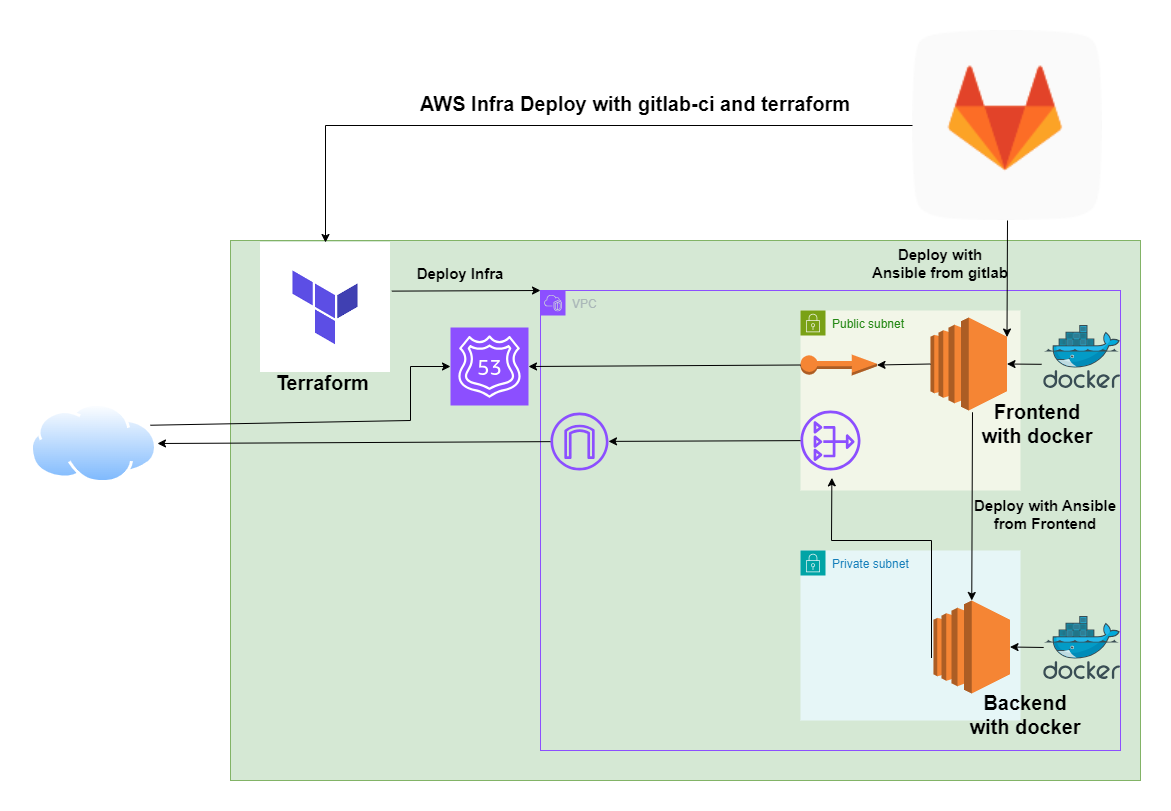 AWS Infra Deploy with gitlab-ci and terraform
Deploy with
Ansible from gitlab
Deploy Infra
VPC
Public subnet
53
docker
Terraform
Frontend
with docker
Deploy with Ansible
from Frontend
Private subnet
docker
Backend
with docker